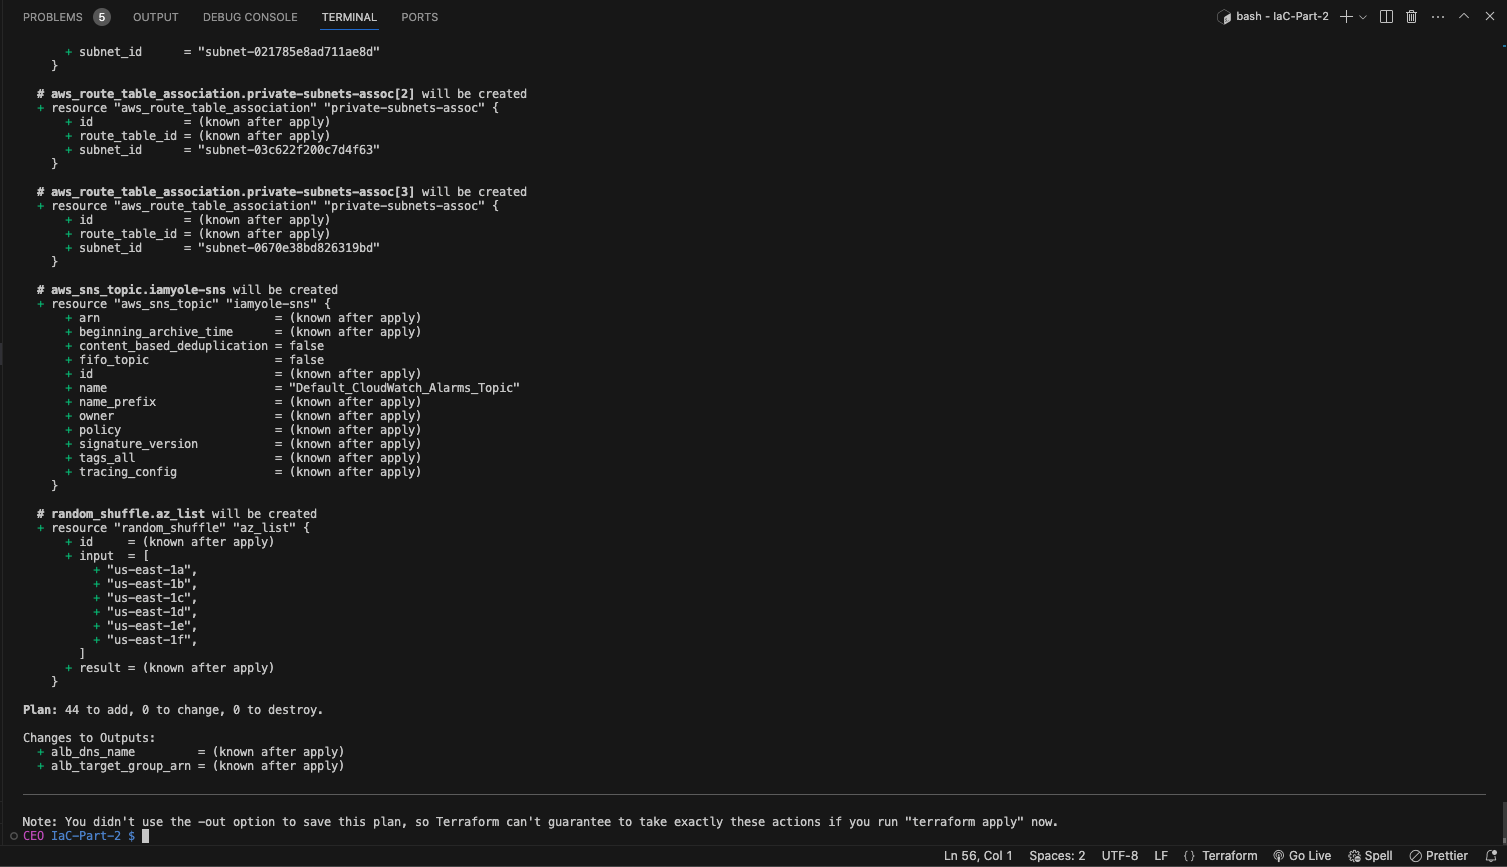 PROBLEMS 5 OUTPUT DEBUG CONSOLE TERMINAL PORTS bash - IaC-Part-2
+ subnet_id = "subnet-021785e8ad711ae8d"
}
# aws_route_table_association.private-subnets-assoc[2] will be created
+ resource "aws_route_table_association" "private-subnets-assoc" {
+ id = (known after apply)
+ route_table_id = (known after apply)
+ subnet_id = "subnet-03c622f200c7d4f63"
}
# aws_route_table_association.private-subnets-assoc[3] will be created
+ resource "aws_route_table_association" "private-subnets-assoc" {
+ id = (known after apply)
+ route_table_id = (known after apply)
+ subnet_id = "subnet-0670e38bd826319bd"
}
# aws_sns_topic.iamyole-sns will be created
+ resource "aws_sns_topic" "iamyole-sns" {
+ arn = (known after apply)
+ beginning_archive_time = (known after apply)
+ content_based_deduplication = false
+ fifo_topic = false
+ id = (known after apply)
+ name = "Default_CloudWatch_Alarms_Topic"
+ name_prefix = (known after apply)
+ owner = (known after apply)
+ policy = (known after apply)
+ signature_version = (known after apply)
+ tags_all = (known after apply)
+ tracing_config = (known after apply)
}
# random_shuffle.az_list will be created
+ resource "random_shuffle" "az_list" {
+ id = (known after apply)
+ input = [
+ "us-east-1a",
+ "us-east-1b",
+ "us-east-1c",
+ "us-east-1d",
+ "us-east-1e",
+ "us-east-1f",
]
+ result = (known after apply)
}
Plan: 44 to add, 0 to change, 0 to destroy.
Changes to Outputs:
+ alb_dns_name = (known after apply)
+ alb_target_group_arn = (known after apply)
Note: You didn't use the -out option to save this plan, so Terraform can't guarantee to take exactly these actions if you run "terraform apply" now.
CEO IaC-Part-2 $
Ln 56, Col 1 Spaces: 2 UTF-8 LF {} Terraform Go Live Spell Prettier